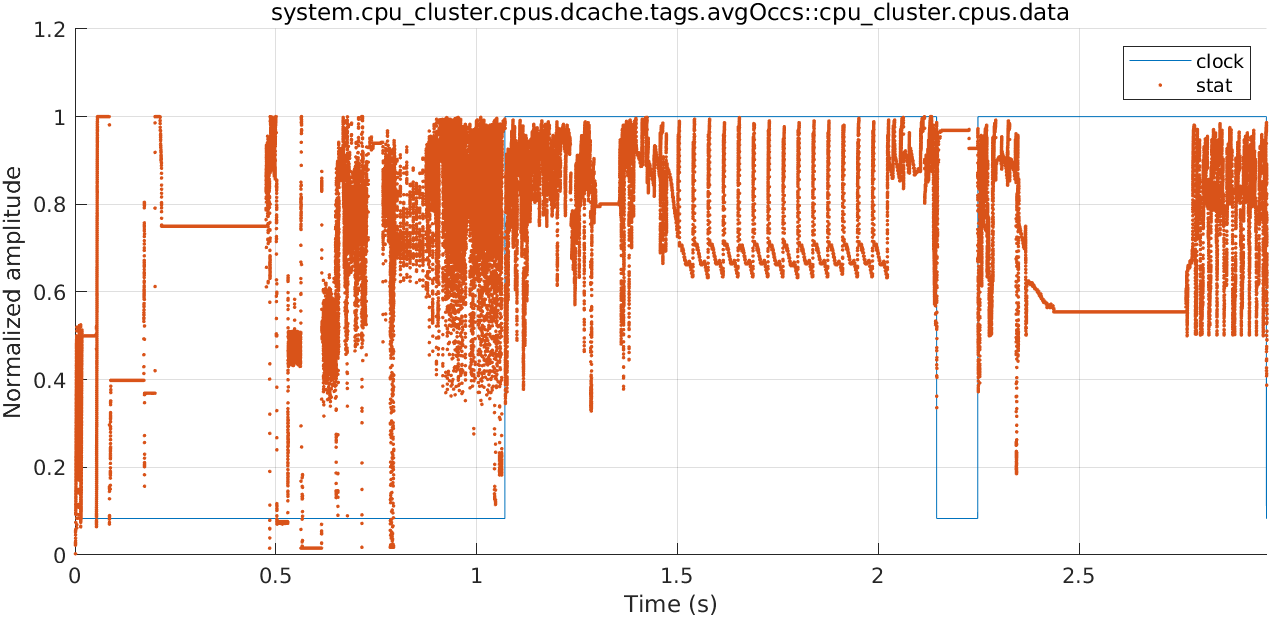 system.cpu_cluster.cpus.dcache.tags.avgOccs::cpu_cluster.cpus.data
1.2
1
0.8
0.6
0.4
0.2
0
Normalized amplitude
clock
stat
0
0.5
1
1.5
2
2.5
Time (s)